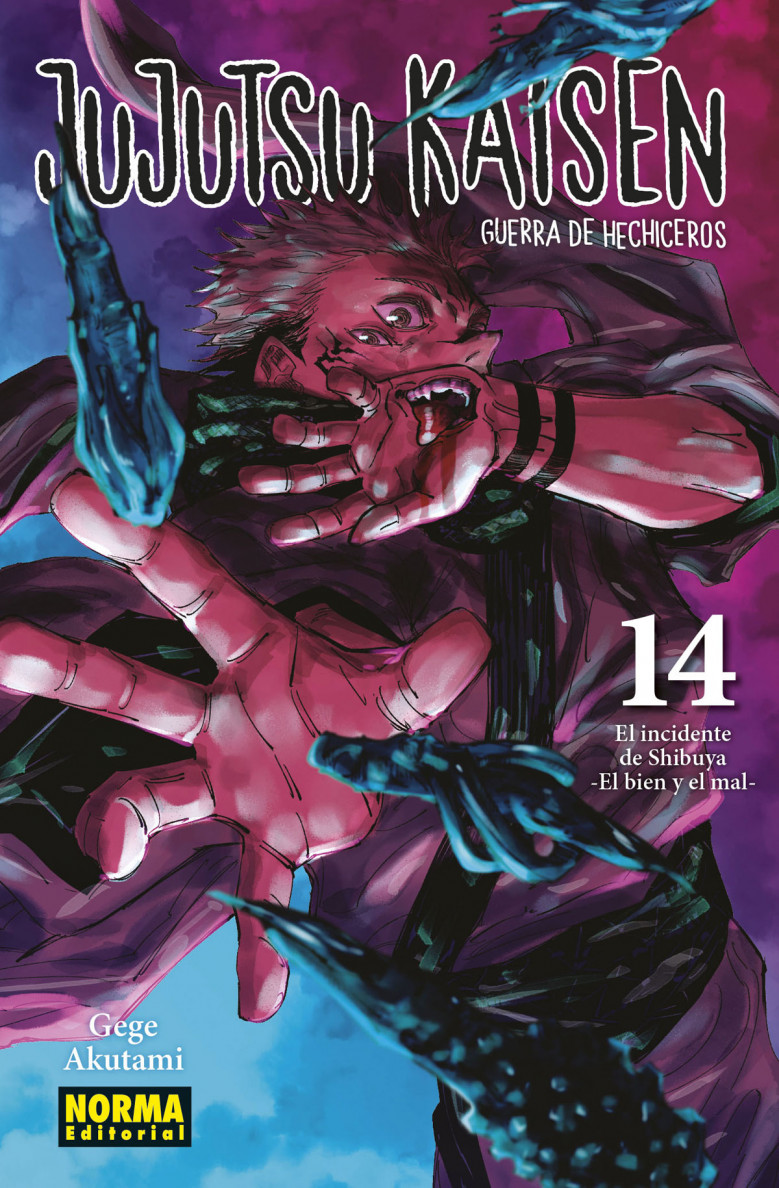 JUJUTSU KAISEN
GUERRA DE HECHICEROS
14
El incidente
de Shibuya
-El bien y el mal-
Gege
Akutami
NORMA
Editorial